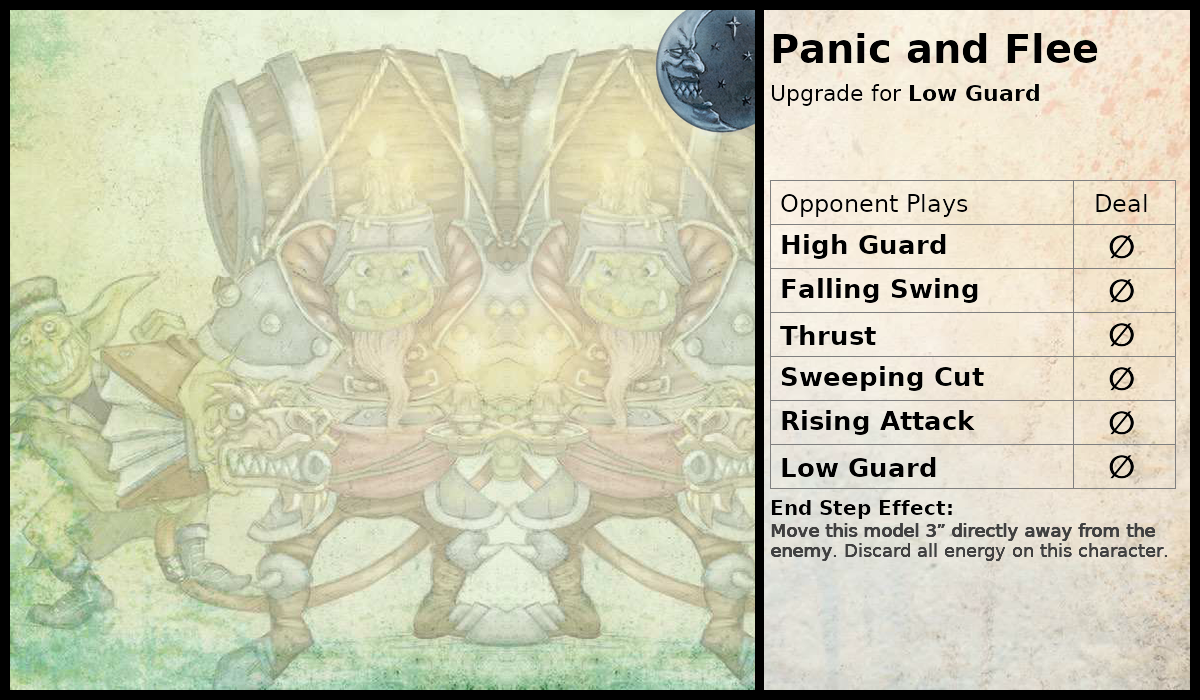 Panic and Flee
Upgrade for Low Guard
Opponent Plays Deal
High Guard ∅
Falling Swing ∅
Thrust ∅
Sweeping Cut ∅
Rising Attack ∅
Low Guard ∅
End Step Effect:
Move this model 3” directly away from the
enemy. Discard all energy on this character.